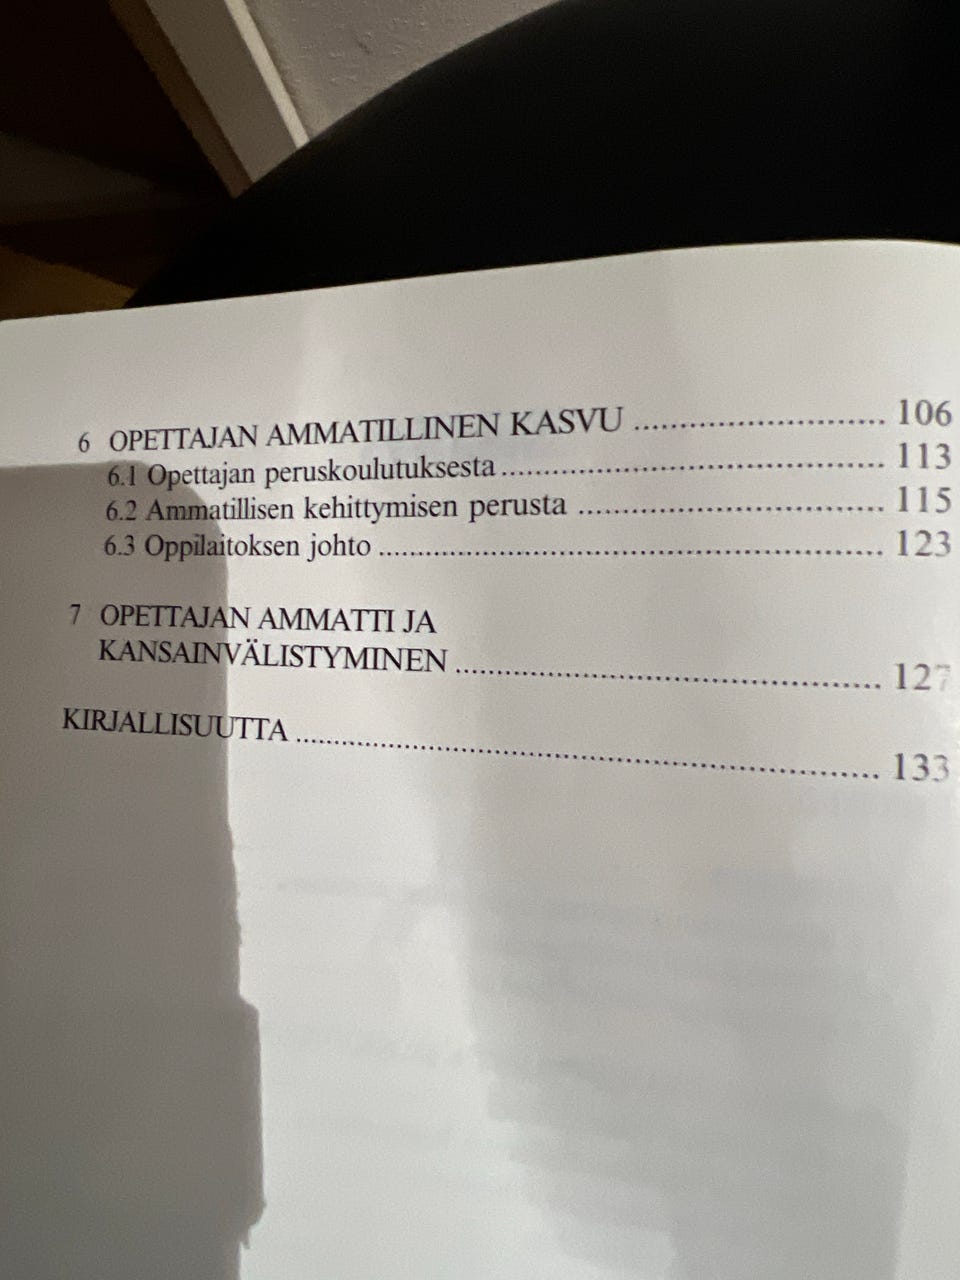 6 OPETTAJAN AMMATILLINEN KASVU ........................ 106
6.1 Opettajan peruskoulutuksesta ........................ 113
6.2 Ammatillisen kehittymisen perusta ........................ 115
6.3 Oppilaitoksen johto ........................ 123
7 OPETTAJAN AMMATTI JA
KANSAINVÄLISTYMINEN ........................ 127
KIRJALLISUUTTA ........................ 133